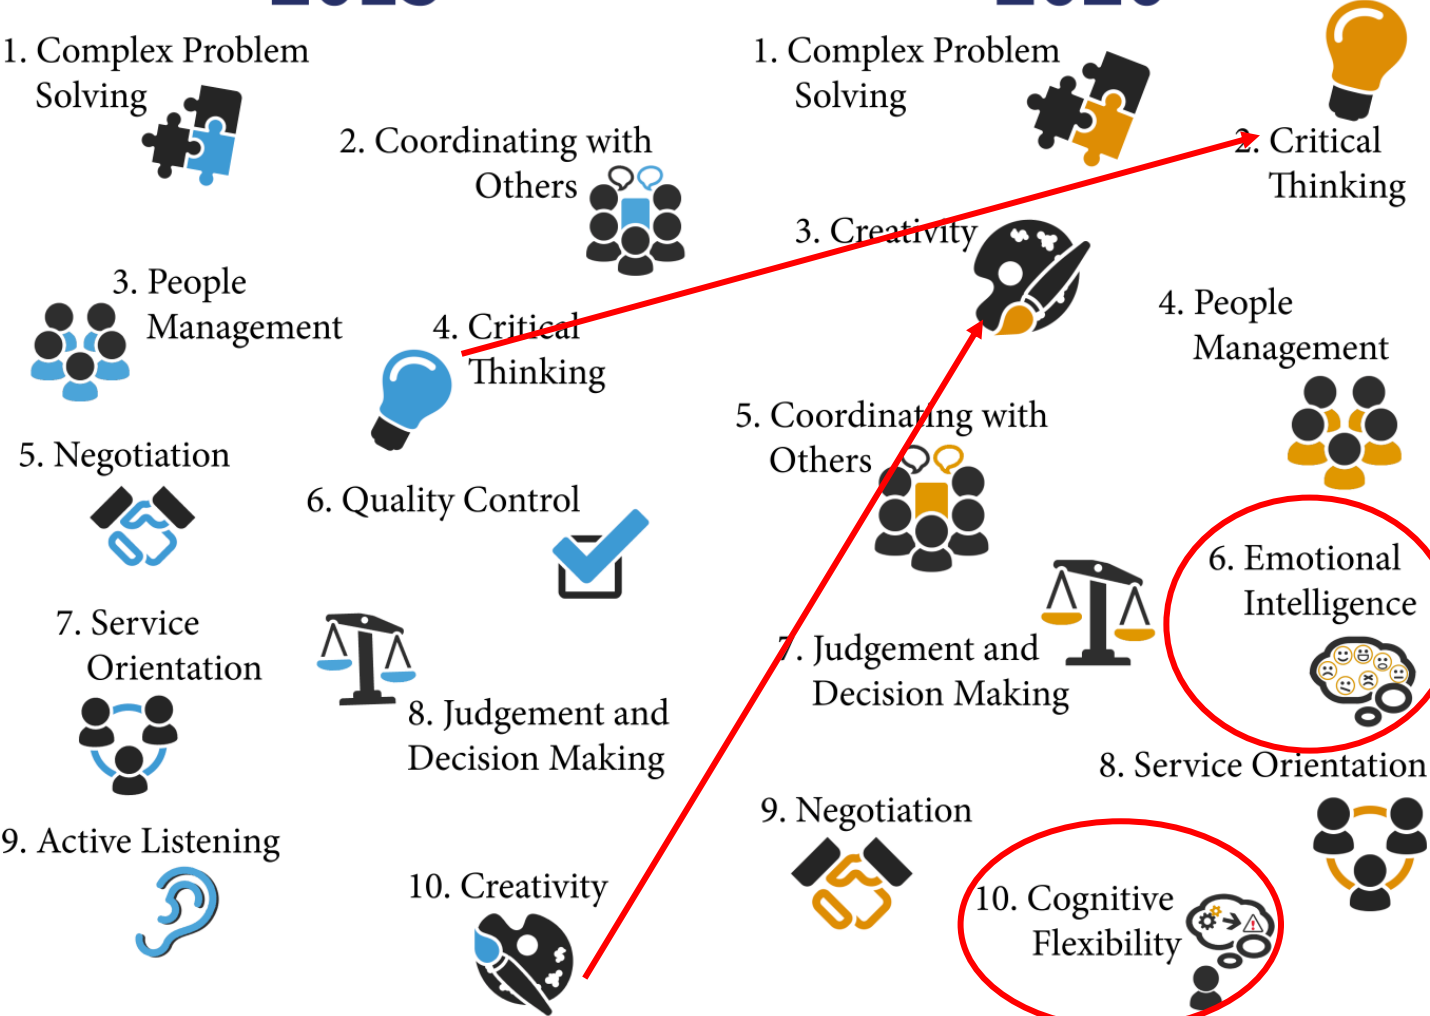 1. Complex Problem
Solving
2. Coordinating with
Others
3. People
Management
4. Critical
Thinking
5. Negotiation
6. Quality Control
7. Service
Orientation
8. Judgement and
Decision Making
9. Active Listening
10. Creativity
1. Complex Problem
Solving
2. Critical
Thinking
3. Creativity
4. People
Management
5. Coordinating with
Others
6. Emotional
Intelligence
7. Judgement and
Decision Making
8. Service Orientation
9. Negotiation
10. Cognitive
Flexibility